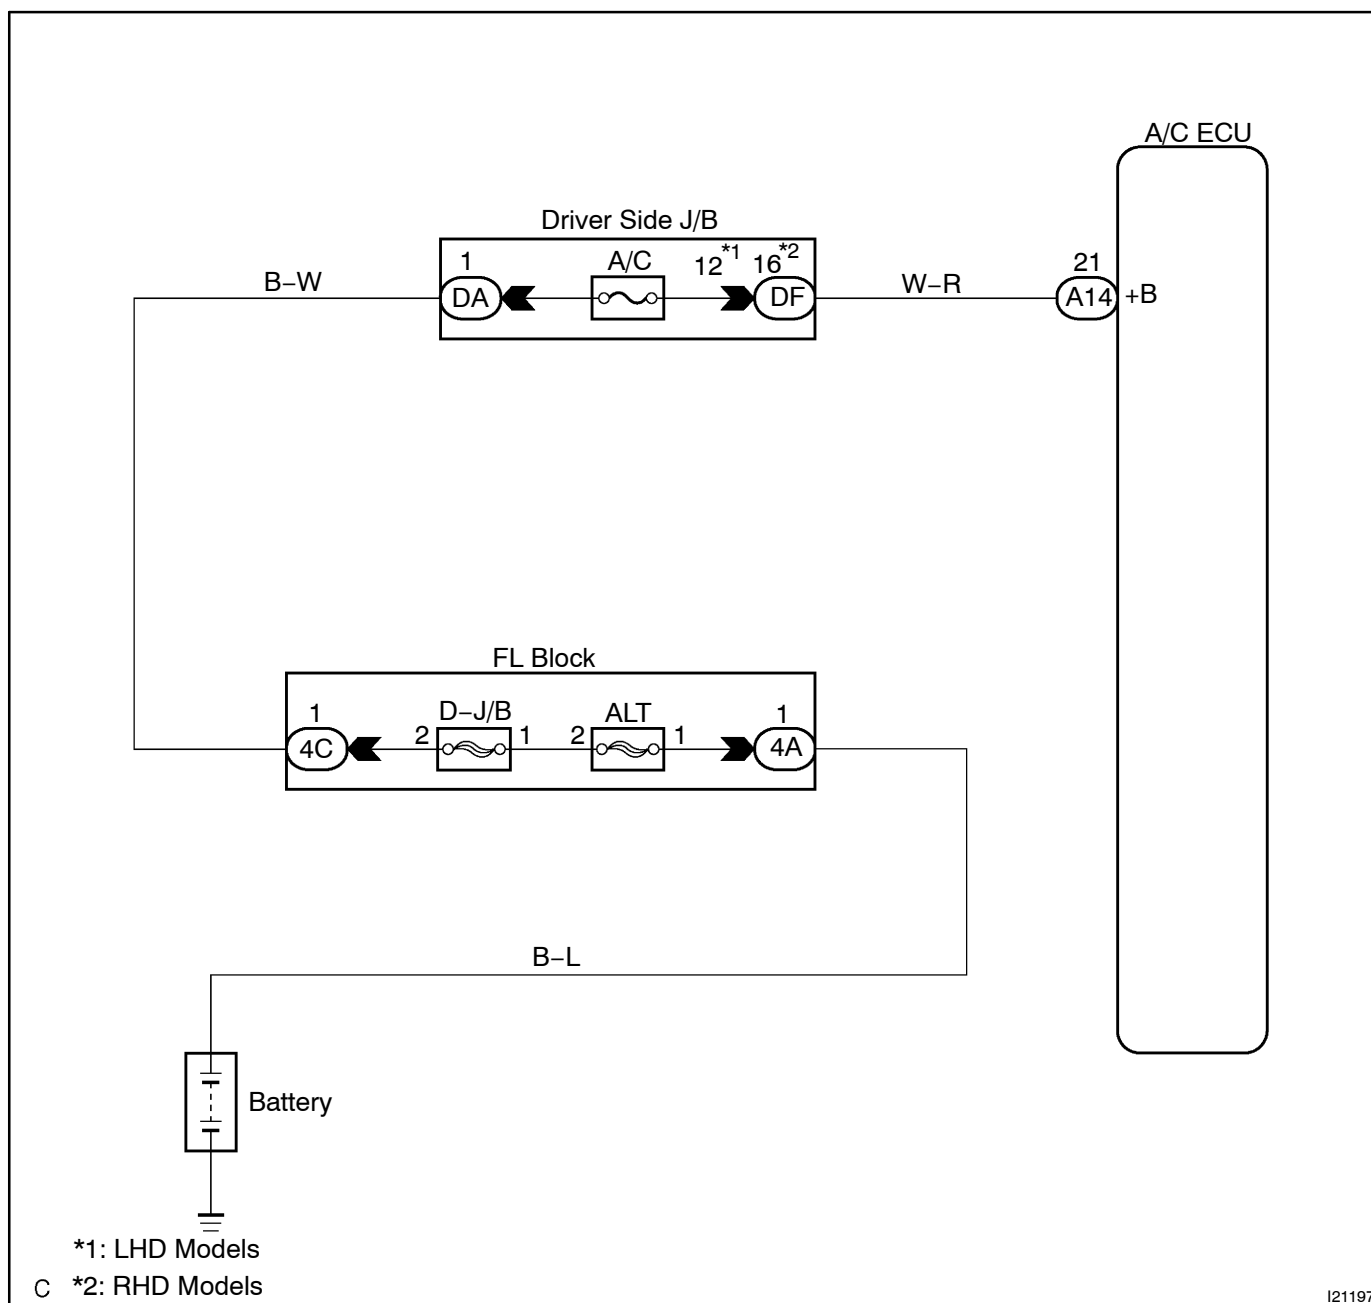 A/C ECU
Driver Side J/B
1 A/C 12*1 16*2
B−W DA DF W−R 21 A14 +B
FL Block
1 D−J/B ALT 1
4C 2 1 2 1 4A
B−L
Battery
*1: LHD Models
C *2: RHD Models
I21197